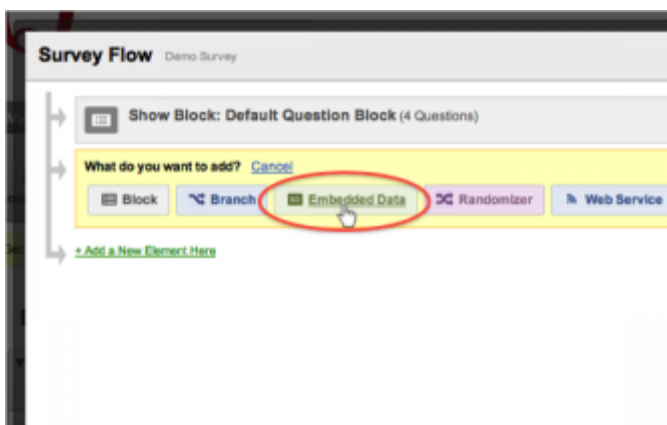 Survey Flow Demo Survey
Show Block: Default Question Block (4 Questions)
What do you want to add? Cancel
Block Branch Embedded Data Randomizer Web Service
+ Add a New Element Here